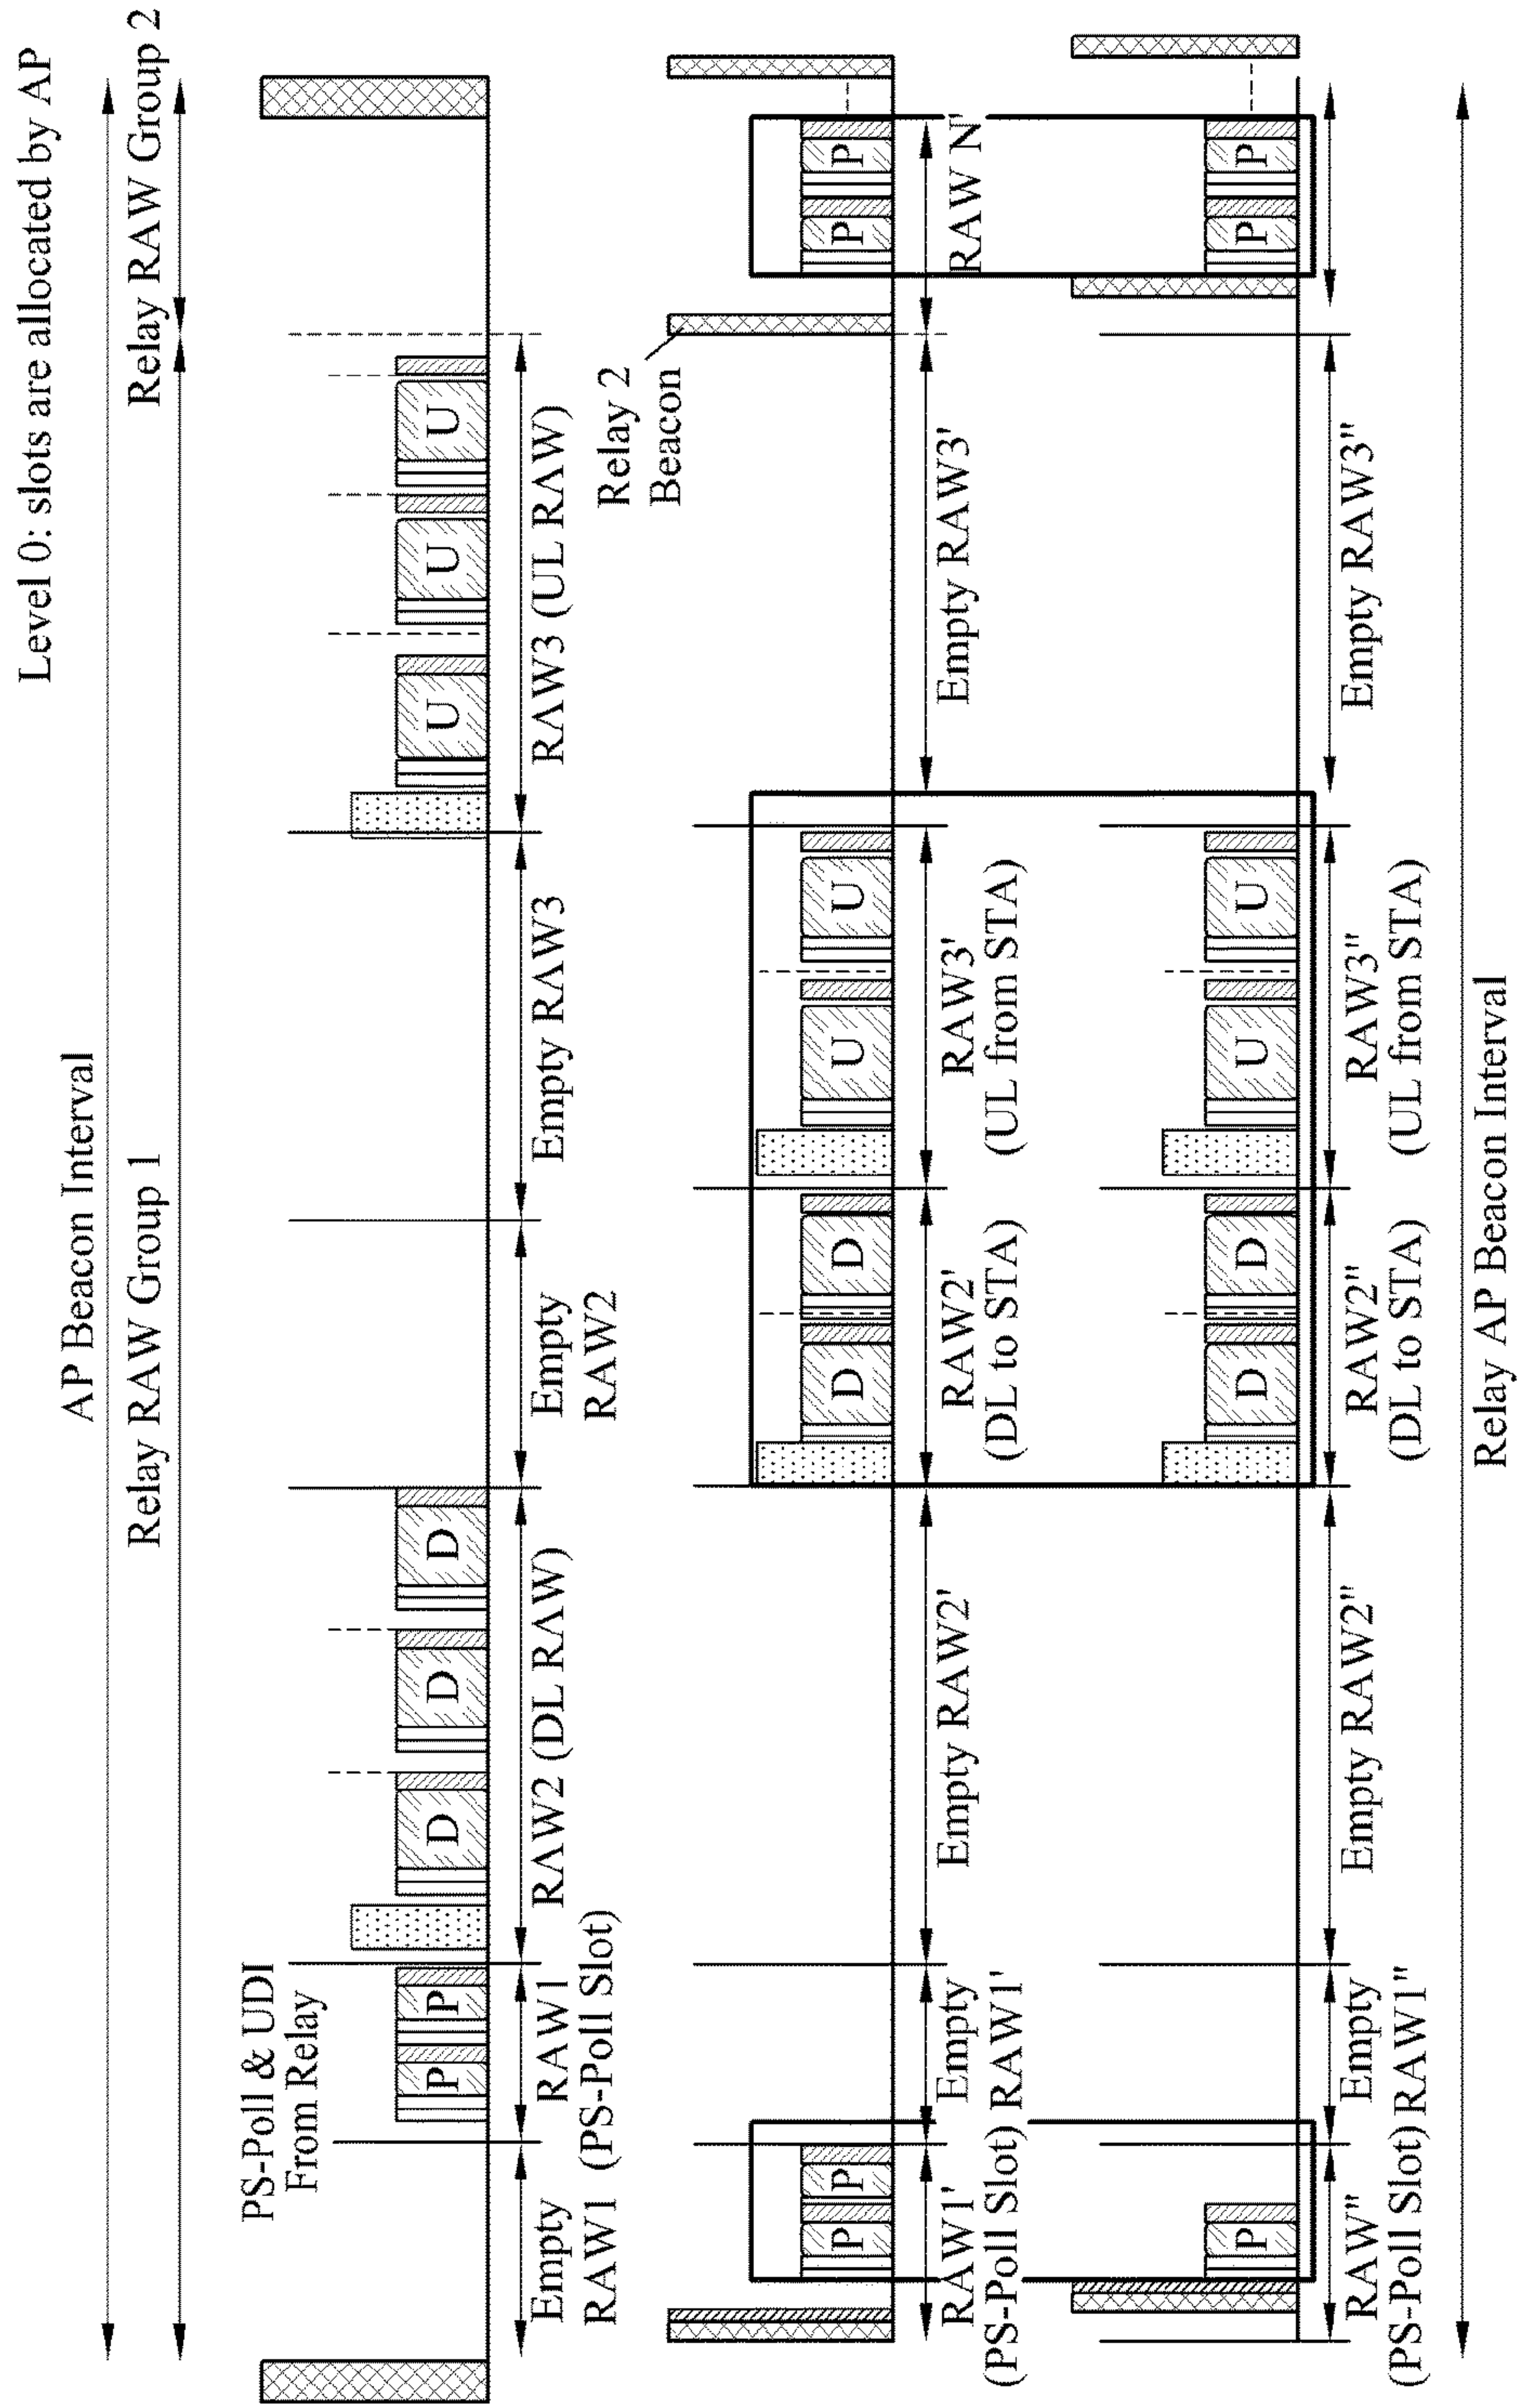 Level 0: slots are allocated by AP
AP Beacon Interval
Relay RAW Group 1
Relay RAW Group 2
PS-Poll & UDI
From Relay
P
P
D
D
D
U
U
U
Empty
RAW1
RAW1
(PS-Poll Slot)
RAW2 (DL RAW)
Empty
RAW2
Empty RAW3
RAW3 (UL RAW)
Relay 2
Beacon
P
P
D
D
U
U
P
P
RAW1'
(PS-Poll Slot)
Empty
RAW1'
Empty RAW2'
RAW2'
(DL to STA)
RAW3'
(UL from STA)
Empty RAW3'
RAW N'
P
D
D
U
U
P
P
RAW"
(PS-Poll Slot)
Empty
RAW1"
Empty RAW2"
RAW2"
(DL to STA)
RAW3"
(UL from STA)
Empty RAW3"
Relay AP Beacon Interval